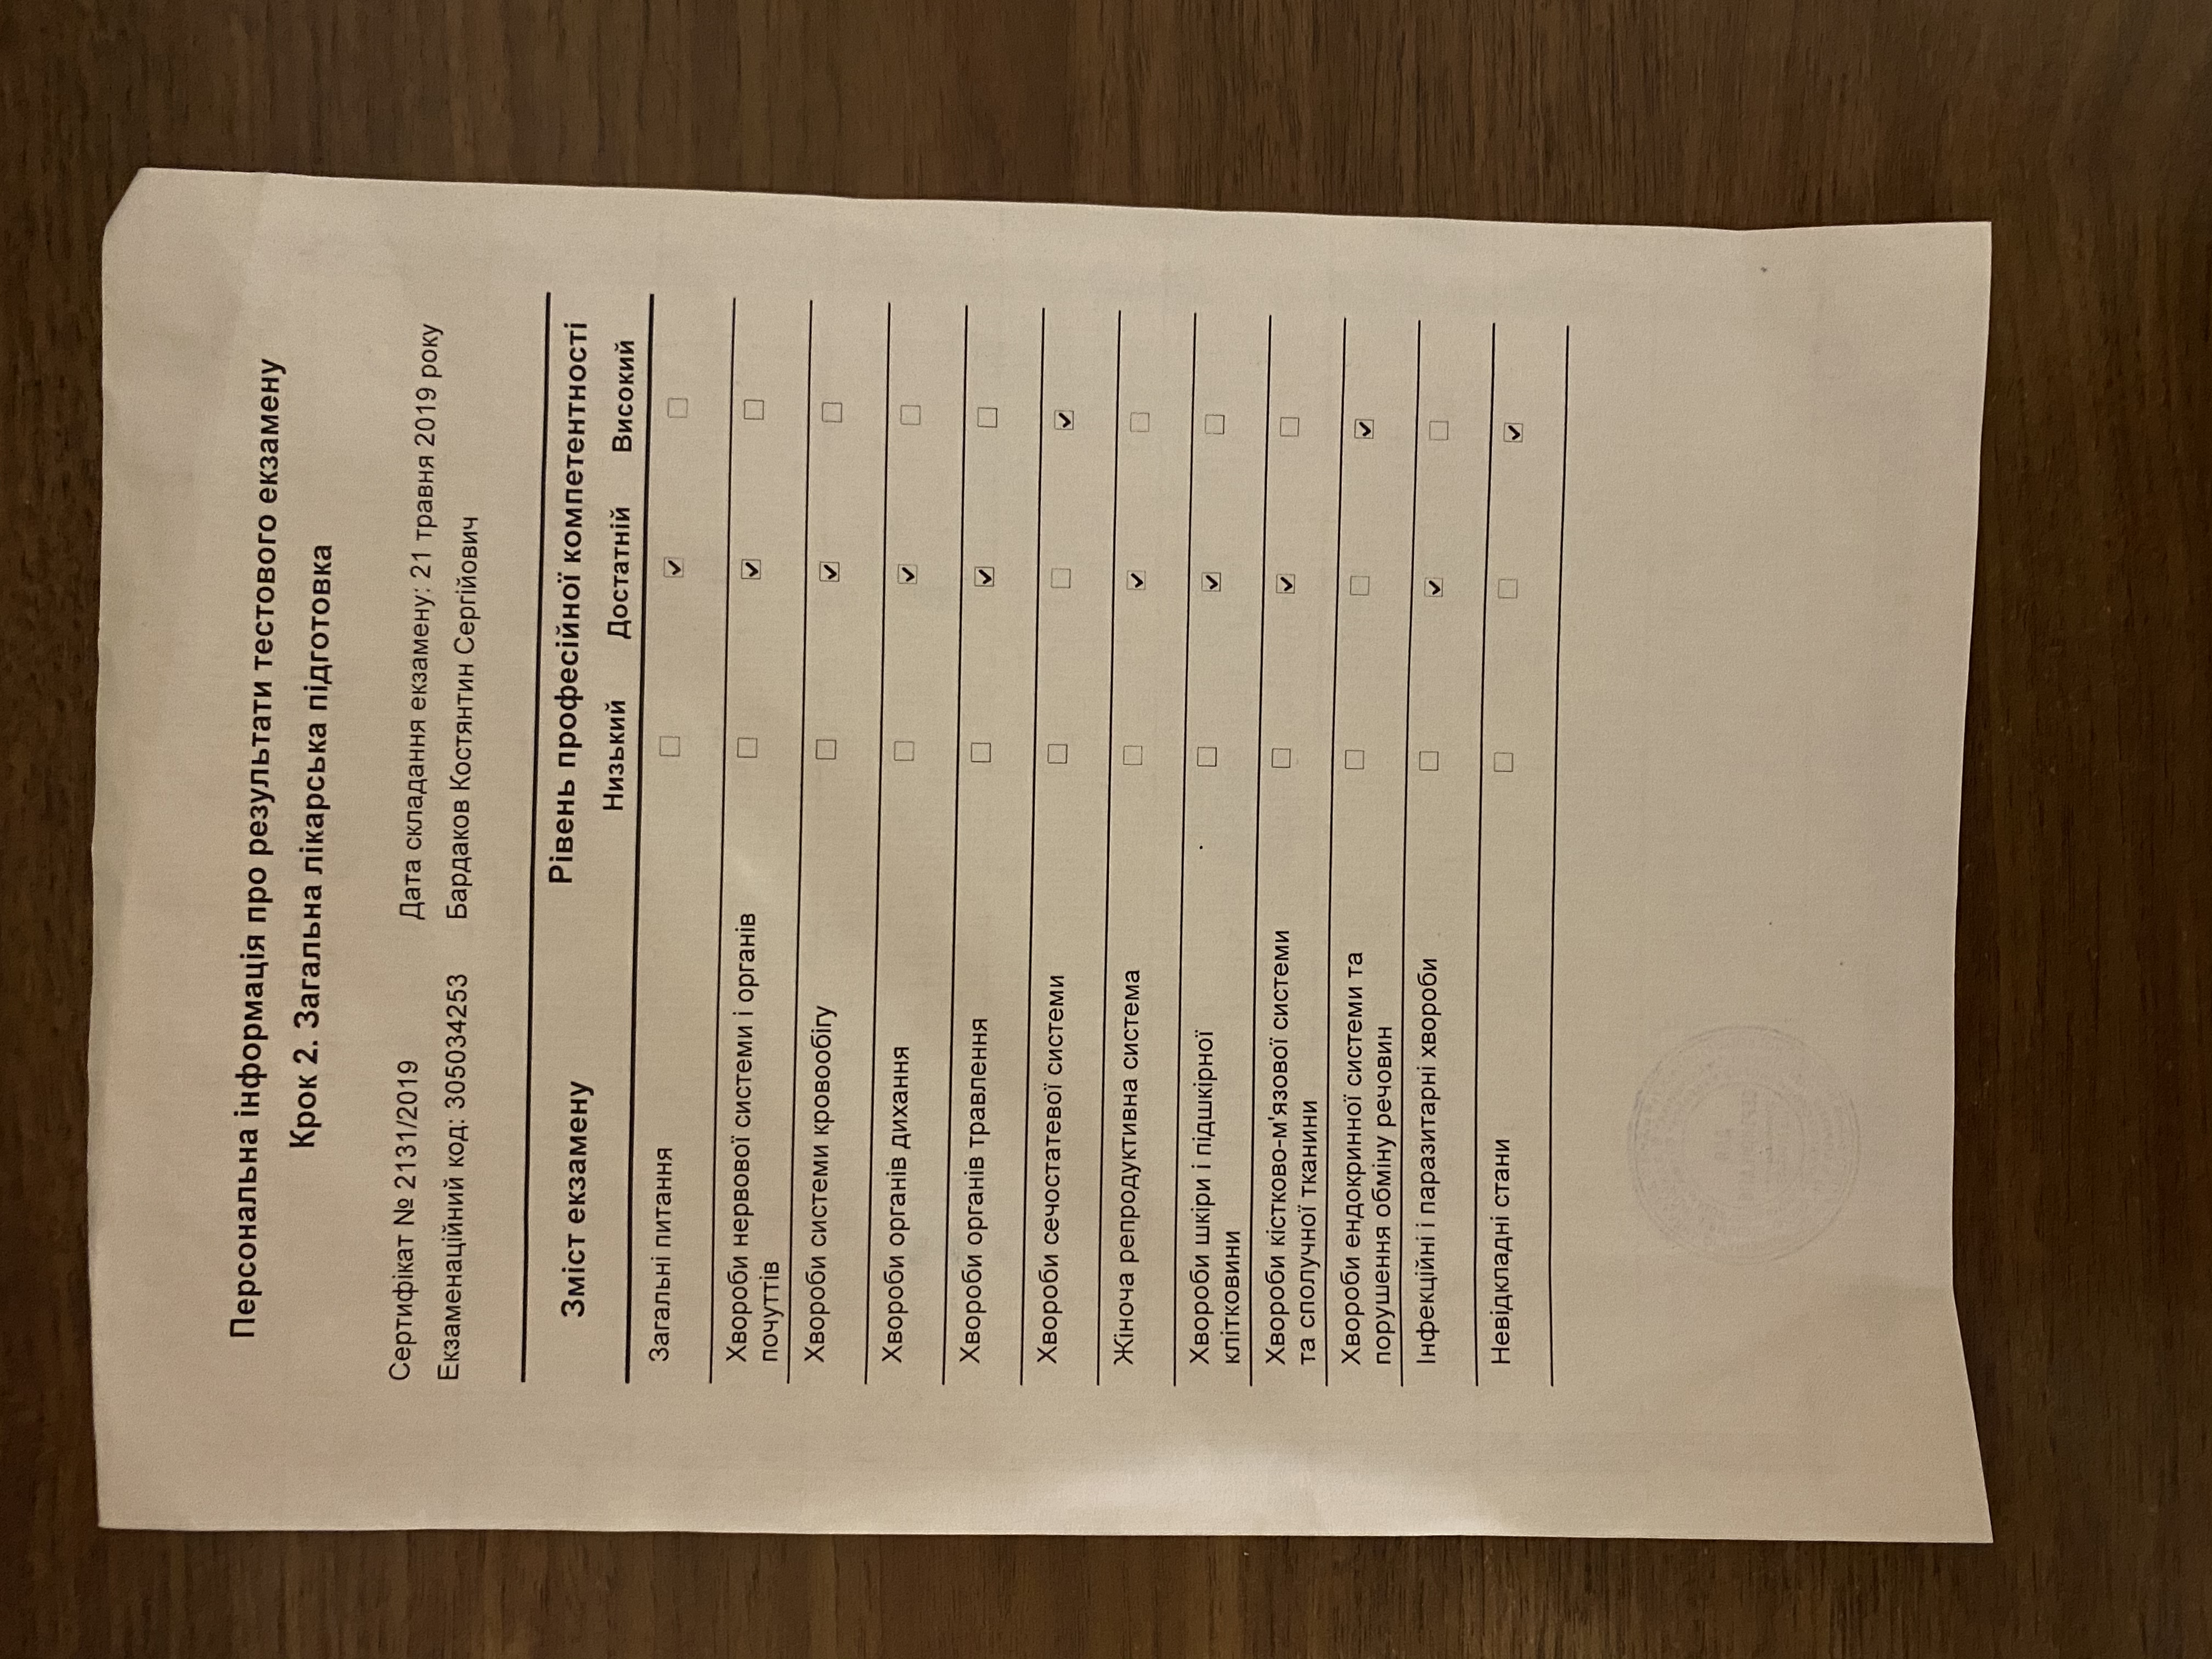 Персональна інформація про результати тестового екзамену
Крок 2. Загальна лікарська підготовка
Сертифікат № 2131/2019 Дата складання екзамену: 21 травня 2019 року
Екзаменаційний код: 305034253 Бардаков Костянтин Сергійович
Зміст екзамену Рівень професійної компетентності
Низький Достатній Високий
Загальні питання ☐ ☑ ☐
Хвороби нервової системи і органів ☐ ☑ ☐
почуттів
Хвороби системи кровообігу ☐ ☑ ☐
Хвороби органів дихання ☐ ☑ ☐
Хвороби органів травлення ☐ ☑ ☐
Хвороби сечостатевої системи ☐ ☐ ☑
Жіноча репродуктивна система ☐ ☑ ☐
Хвороби шкіри і підшкірної ☐ ☑ ☐
клітковини
Хвороби кістково-м'язової системи ☐ ☑ ☐
та сполучної тканини
Хвороби ендокринної системи та ☐ ☐ ☑
порушення обміну речовин
Інфекційні і паразитарні хвороби ☐ ☑ ☐
Невідкладні стани ☐ ☐ ☑